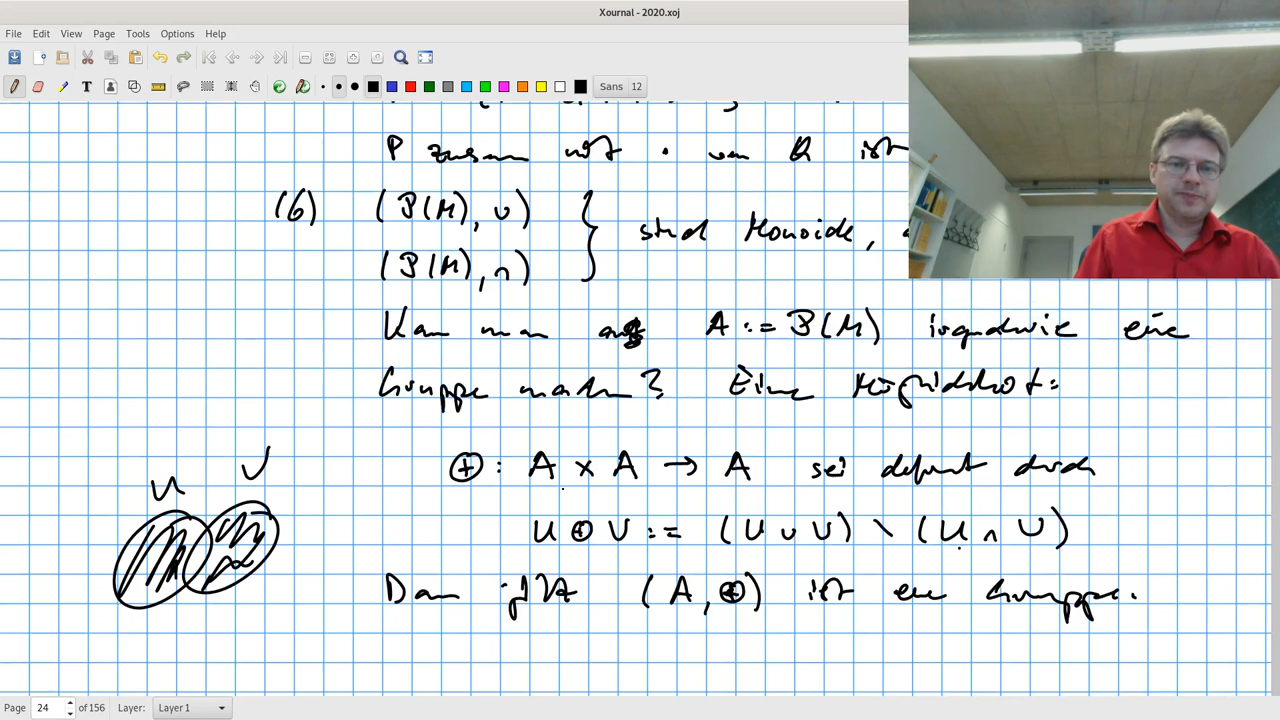 Xournal - 2020.xoj
File Edit View Page Tools Options Help
Sans 12
P zusammen mit · von R ist
(6) (P(M), ∪)
(P(M), ∩) } sind Monoide,
Kann man aus A := P(M) irgendwie eine
Gruppe machen? Eine Möglichkeit:
⊕ : A × A → A sei definiert durch
U V
U ⊕ V := (U ∪ V) \ (U ∩ V)
Dann gilt (A, ⊕) ist eine Gruppe.
Page 24 of 156 Layer: Layer 1